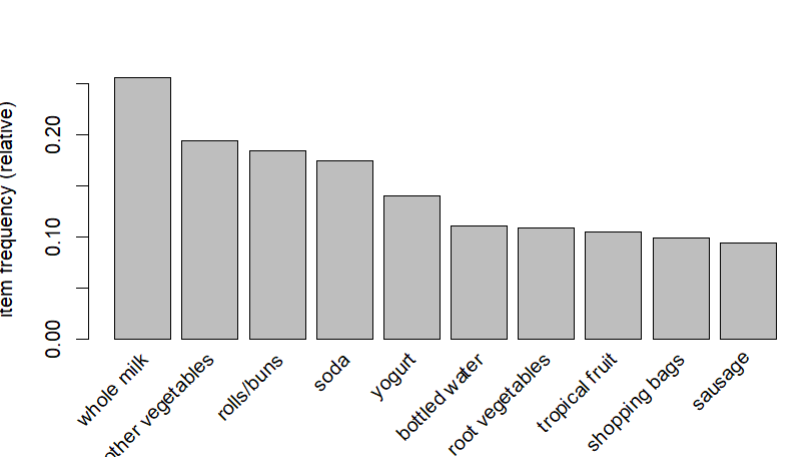 item frequency (relative)
0.20
0.10
0.00
whole milk
other vegetables
rolls/buns
soda
yogurt
bottled water
root vegetables
tropical fruit
shopping bags
sausage